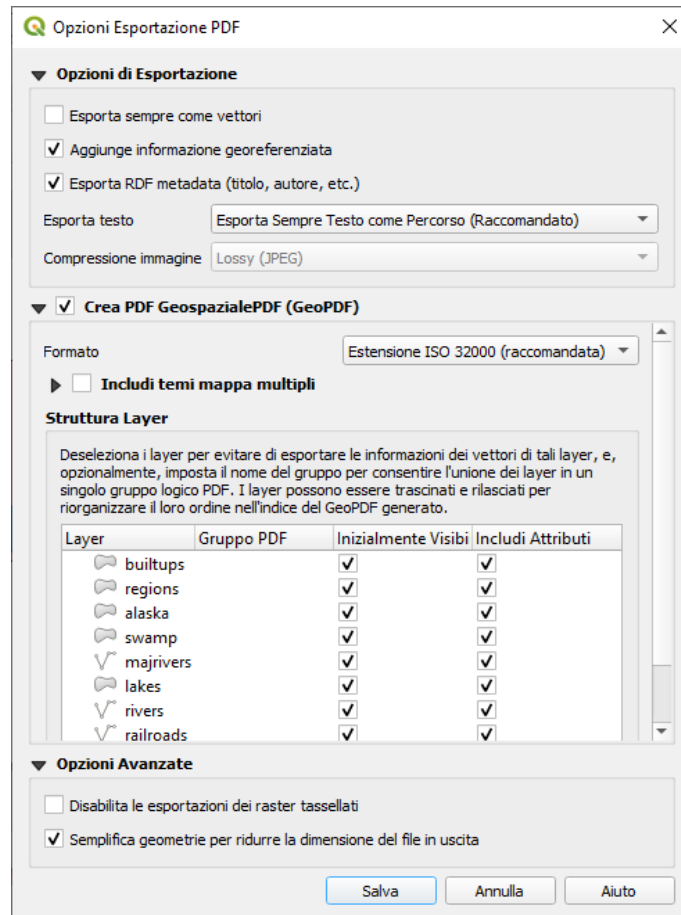 Opzioni Esportazione PDF
Opzioni di Esportazione
Esporta sempre come vettori
Aggiunge informazione georeferenziata
Esporta RDF metadata (titolo, autore, etc.)
Esporta testo Esporta Sempre Testo come Percorso (Raccomandato)
Compressione immagine Lossy (JPEG)
Crea PDF GeospazialePDF (GeoPDF)
Formato Estensione ISO 32000 (raccomandata)
Includi temi mappa multipli
Struttura Layer
Deseleziona i layer per evitare di esportare le informazioni dei vettori di tali layer, e,
opzionalmente, imposta il nome del gruppo per consentire l'unione dei layer in un
singolo gruppo logico PDF. I layer possono essere trascinati e rilasciati per
riorganizzare il loro ordine nell'indice del GeoPDF generato.
Layer Gruppo PDF Inizialmente Visibi Includi Attributi
builtups
regions
alaska
swamp
majrivers
lakes
rivers
railroads
Opzioni Avanzate
Disabilita le esportazioni dei raster tassellati
Semplifica geometrie per ridurre la dimensione del file in uscita
Salva Annulla Aiuto